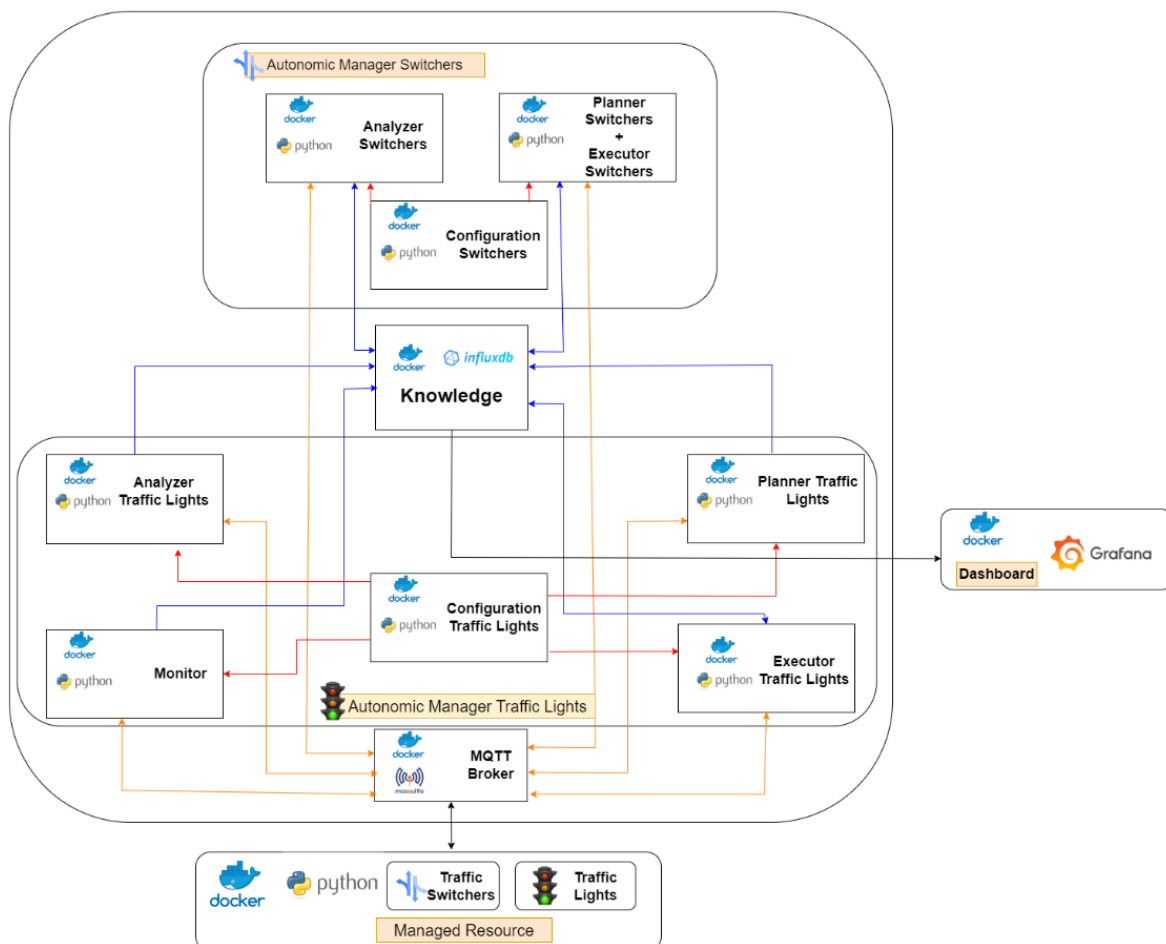 Autonomic Manager Switchers
docker
python
Analyzer
Switchers
docker
python
Planner
Switchers
+
Executor
Switchers
docker
python
Configuration
Switchers
docker
influxdb
Knowledge
docker
python
Analyzer
Traffic Lights
docker
python
Planner Traffic
Lights
docker
Dashboard
Grafana
docker
python
Configuration
Traffic Lights
docker
python
Monitor
docker
python
Executor
Traffic Lights
Autonomic Manager Traffic Lights
docker
mosquitto
MQTT
Broker
docker
python
Traffic
Switchers
Traffic
Lights
Managed Resource